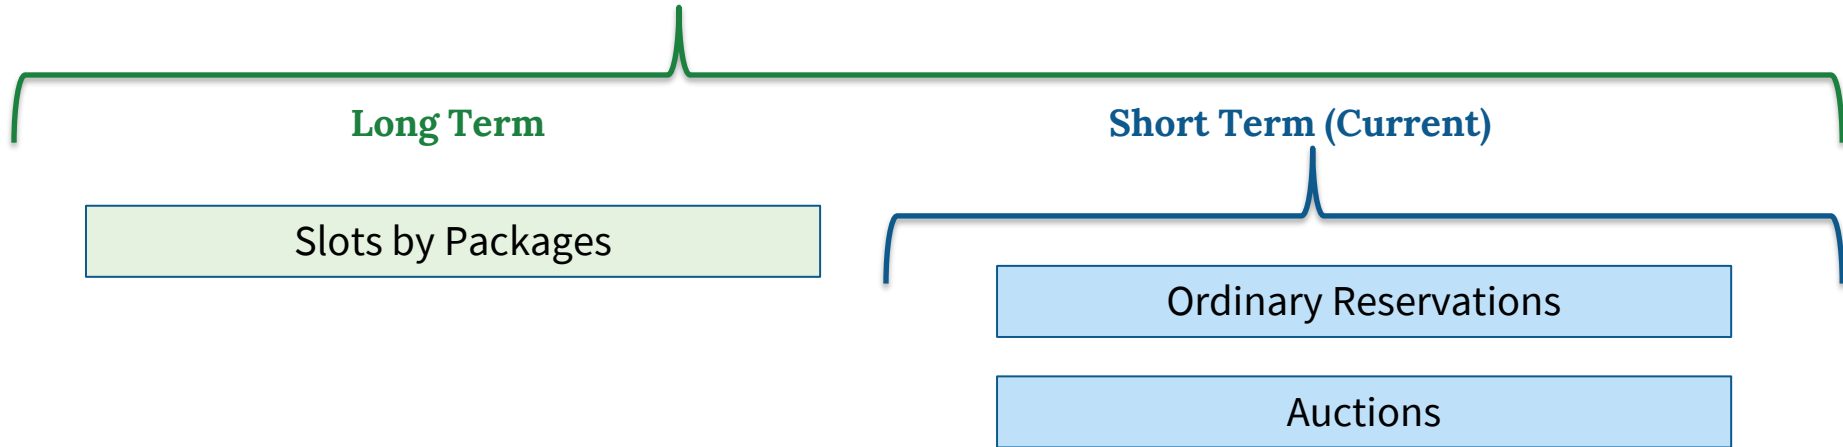 Long Term
Short Term (Current)
Slots by Packages
Ordinary Reservations
Auctions